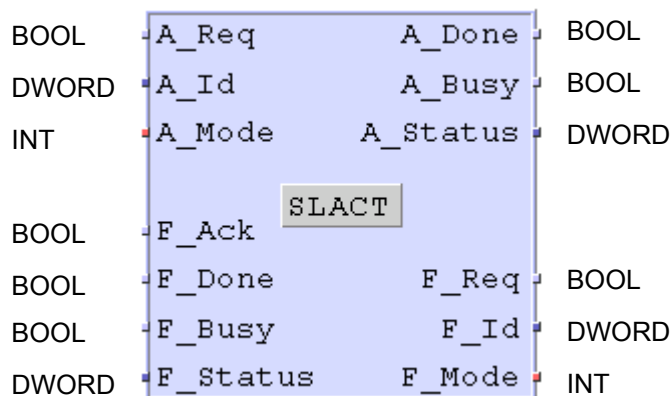 BOOL A_Req A_Done BOOL
DWORD A_Id A_Busy BOOL
INT A_Mode A_Status DWORD
SLACT
BOOL F_Ack
BOOL F_Done F_Req BOOL
BOOL F_Busy F_Id DWORD
DWORD F_Status F_Mode INT